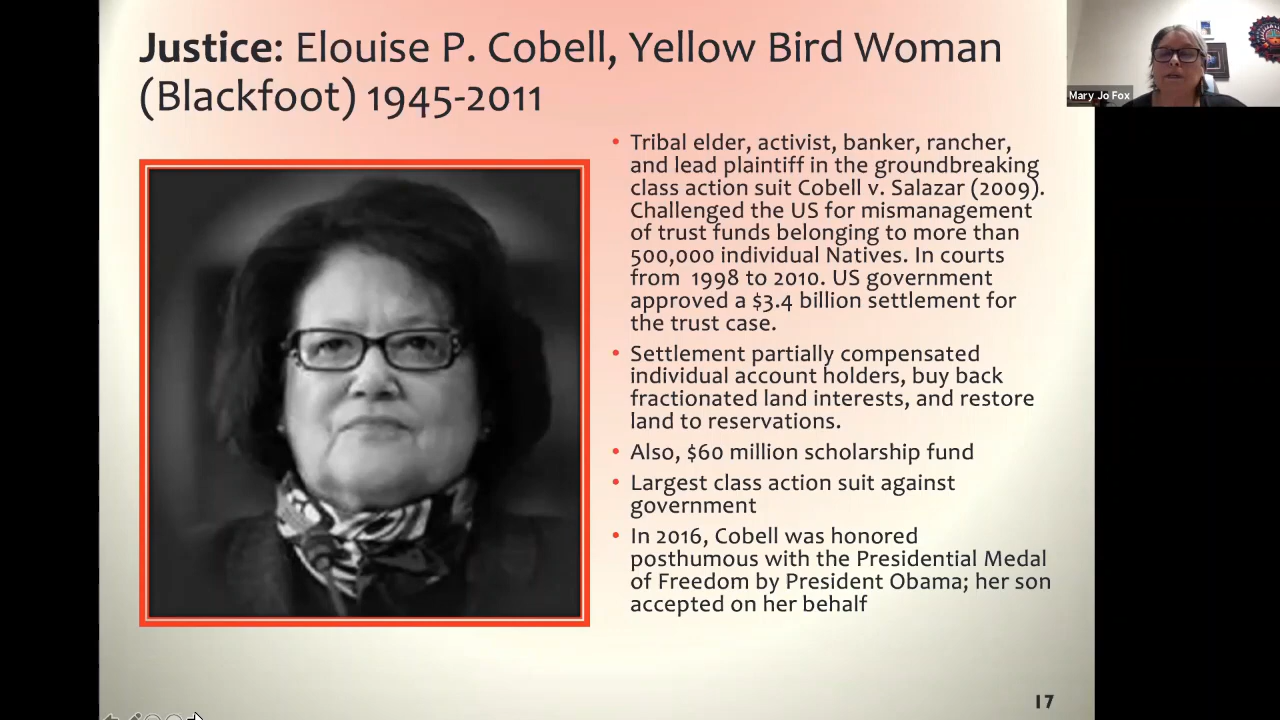 Justice: Elouise P. Cobell, Yellow Bird Woman
(Blackfoot) 1945-2011
Mary Jo Fox
• Tribal elder, activist, banker, rancher,
and lead plaintiff in the groundbreaking
class action suit Cobell v. Salazar (2009).
Challenged the US for mismanagement
of trust funds belonging to more than
500,000 individual Natives. In courts
from 1998 to 2010. US government
approved a $3.4 billion settlement for
the trust case.
• Settlement partially compensated
individual account holders, buy back
fractionated land interests, and restore
land to reservations.
• Also, $60 million scholarship fund
• Largest class action suit against
government
• In 2016, Cobell was honored
posthumous with the Presidential Medal
of Freedom by President Obama; her son
accepted on her behalf
17